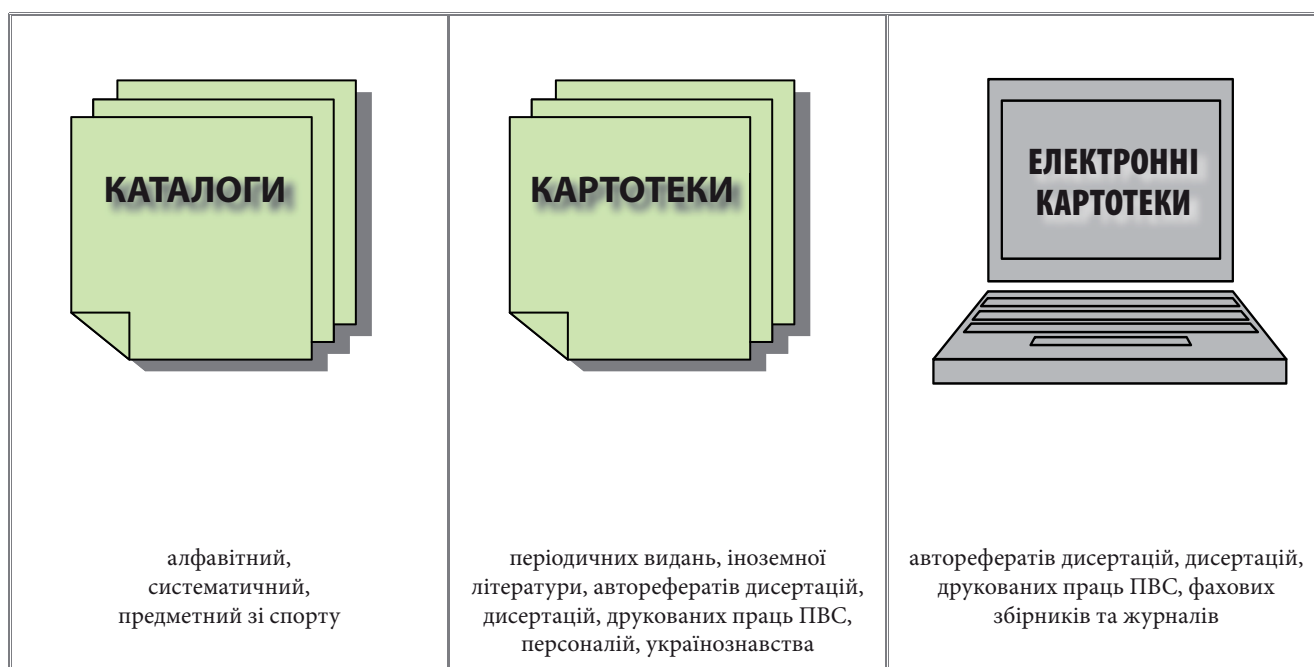 КАТАЛОГИ
алфавітний,
систематичний,
предметний зі спорту
КАРТОТЕКИ
періодичних видань, іноземної
літератури, авторефератів дисертацій,
дисертацій, друкованих праць ПВС,
персоналій, українознавства
ЕЛЕКТРОННІ
КАРТОТЕКИ
авторефератів дисертацій, дисертацій,
друкованих праць ПВС, фахових
збірників та журналів